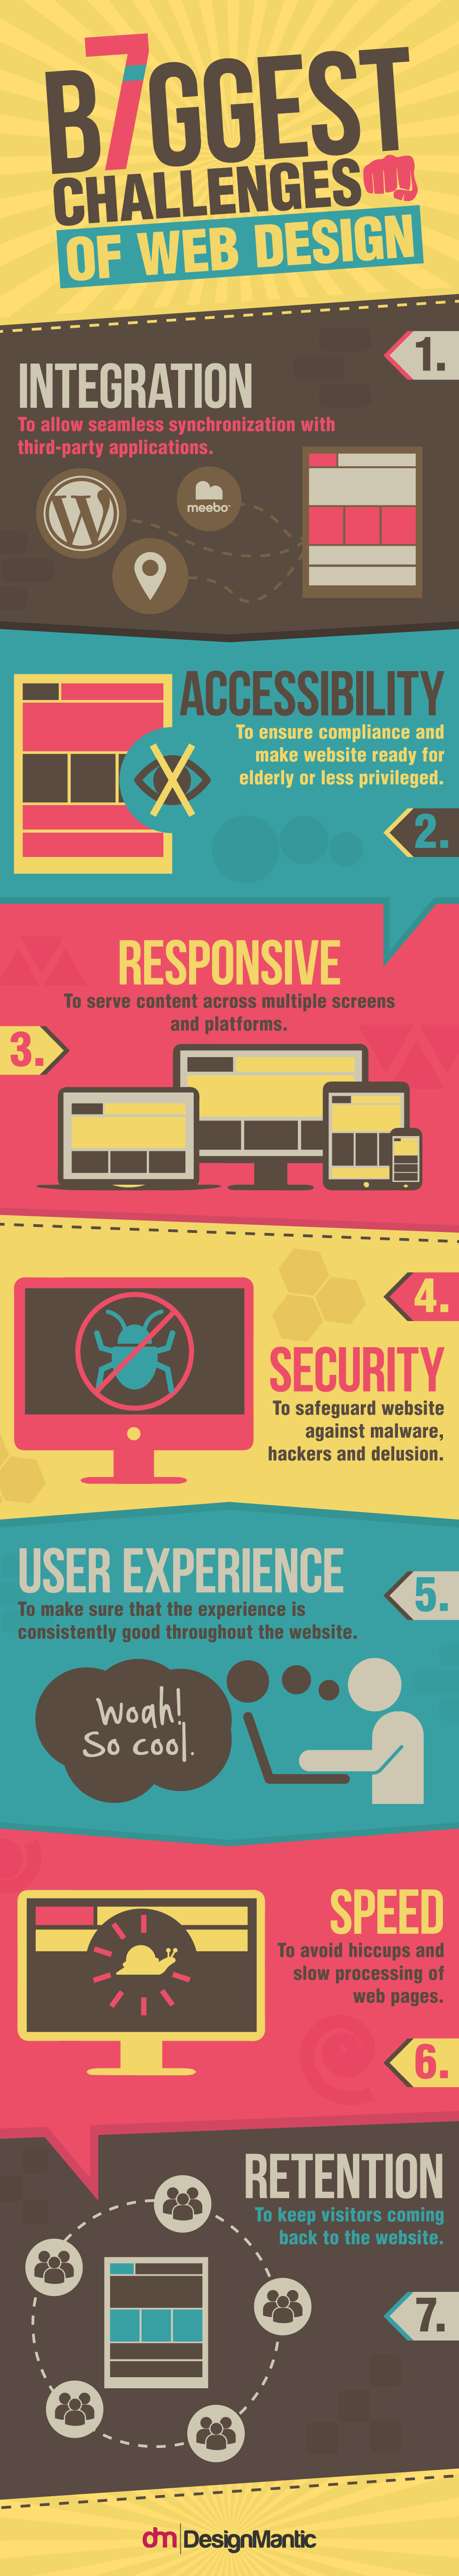 B7GGEST
CHALLENGES
OF WEB DESIGN
1.
INTEGRATION
To allow seamless synchronization with
third-party applications.
W
meebo
ACCESSIBILITY
To ensure compliance and
make website ready for
elderly or less privileged.
2.
RESPONSIVE
To serve content across multiple screens
and platforms.
3.
4.
SECURITY
To safeguard website
against malware,
hackers and delusion.
USER EXPERIENCE
5.
To make sure that the experience is
consistently good throughout the website.
Woah!
So cool.
SPEED
To avoid hiccups and
slow processing of
web pages.
6.
RETENTION
To keep visitors coming
back to the website.
7.
dm DesignMantic